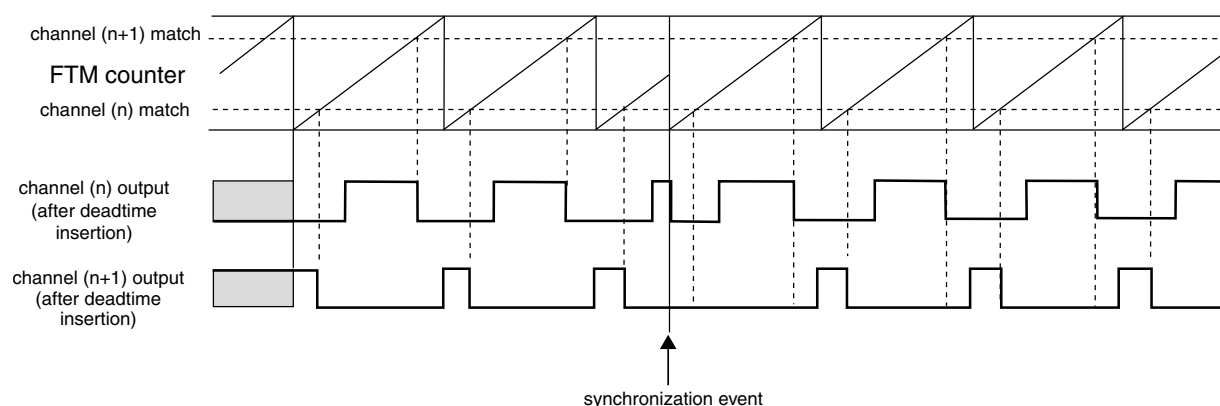 channel (n+1) match
FTM counter
channel (n) match
channel (n) output
(after deadtime
insertion)
channel (n+1) output
(after deadtime
insertion)
synchronization event